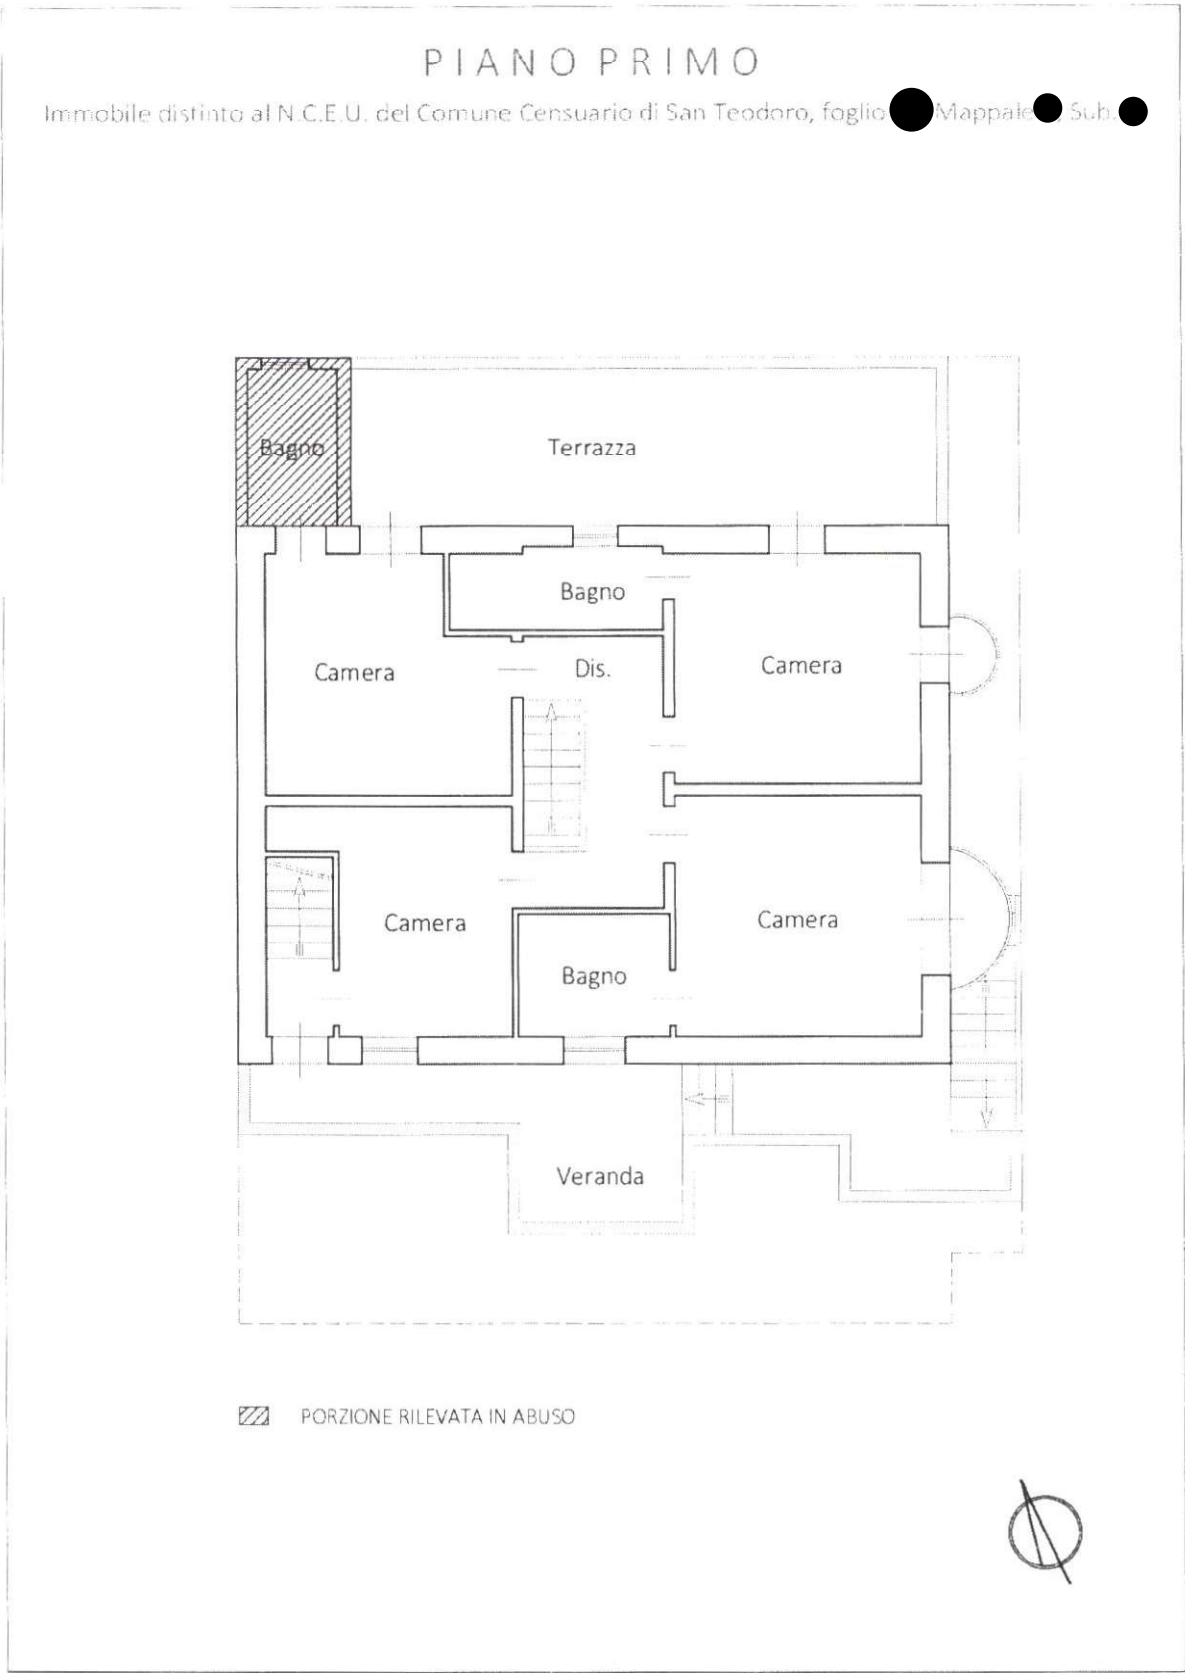 PIANO PRIMO
Immobile distinto al N.C.E.U. del Comune Censuario di San Teodoro, foglio Mappale , Sub.
Bagno
Terrazza
Bagno
Camera
Dis.
Camera
Camera
Camera
Bagno
Veranda
PORZIONE RILEVATA IN ABUSO